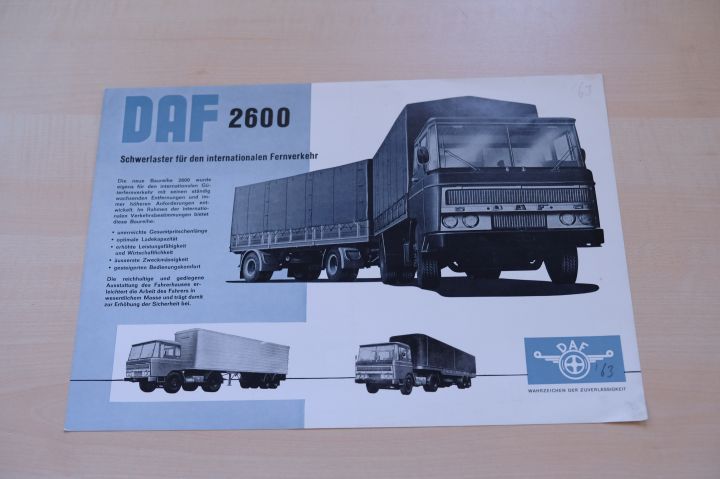 DAF 2600
Schwerlaster für den internationalen Fernverkehr
Die neue Baureihe 2600 wurde
eigens für den internationalen Gü-
terfernverkehr mit seinen ständig
wachsenden Entfernungen und im-
mer höheren Anforderungen ent-
wickelt. Im Rahmen der internatio-
nalen Verkehrsbestimmungen bietet
diese Baureihe:
• unerreichte Gesamtpritschenlänge
• optimale Ladekapazität
• erhöhte Leistungsfähigkeit
und Wirtschaftlichkeit
• äusserste Zweckmässigkeit
• gesteigerten Bedienungskomfort
Die reichhaltige und gediegene
Ausstattung des Fahrerhauses er-
leichtert die Arbeit des Fahrers in
wesentlichem Masse und trägt damit
zur Erhöhung der Sicherheit bei.
63
DAF
DAF
63
WAHRZEICHEN DER ZUVERLÄSSIGKEIT